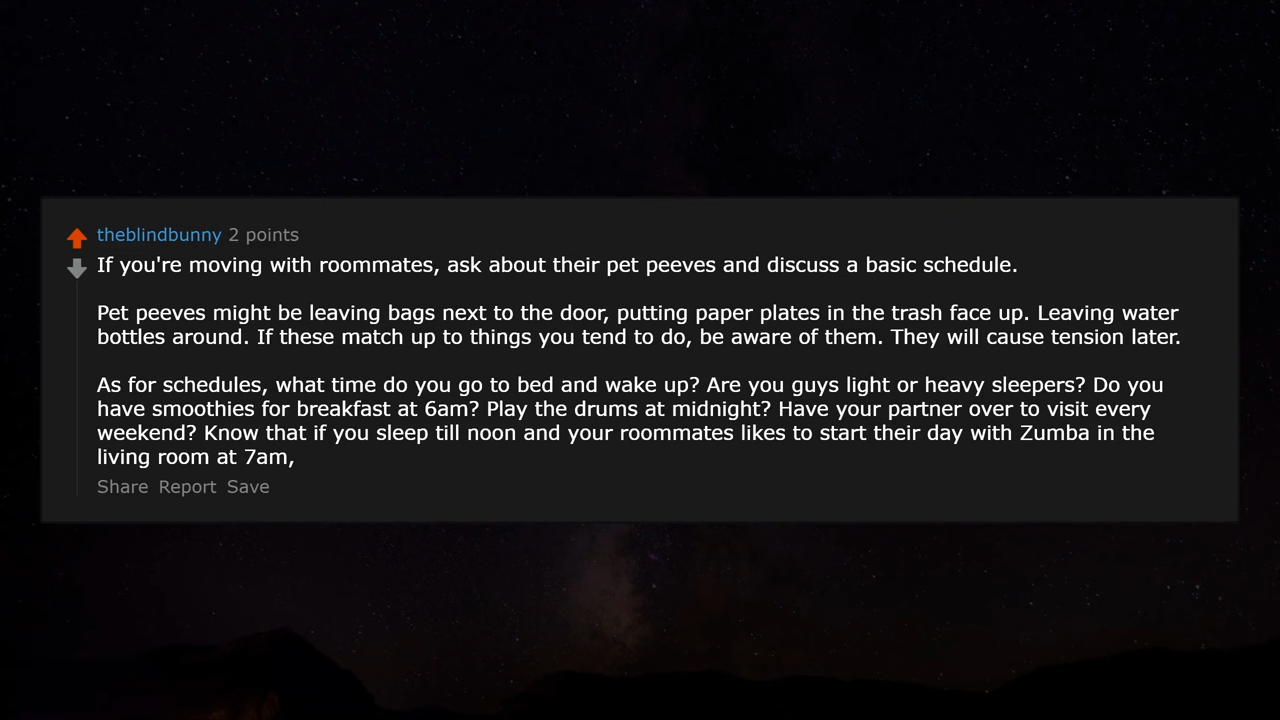 theblindbunny 2 points
If you're moving with roommates, ask about their pet peeves and discuss a basic schedule.
Pet peeves might be leaving bags next to the door, putting paper plates in the trash face up. Leaving water
bottles around. If these match up to things you tend to do, be aware of them. They will cause tension later.
As for schedules, what time do you go to bed and wake up? Are you guys light or heavy sleepers? Do you
have smoothies for breakfast at 6am? Play the drums at midnight? Have your partner over to visit every
weekend? Know that if you sleep till noon and your roommates likes to start their day with Zumba in the
living room at 7am,
Share Report Save